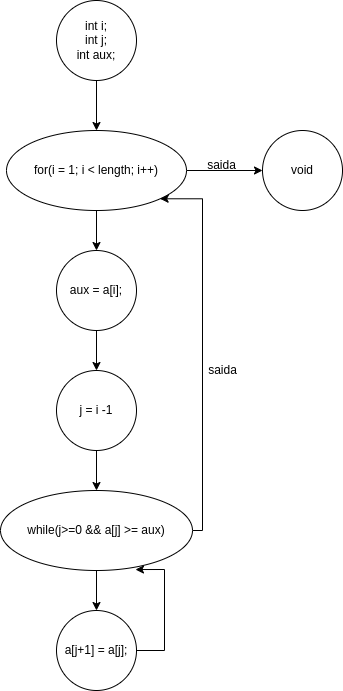 int i;
int j;
int aux;
for(i = 1; i < length; i++)
saida
void
aux = a[i];
j = i -1
saida
while(j>=0 && a[j] >= aux)
a[j+1] = a[j];